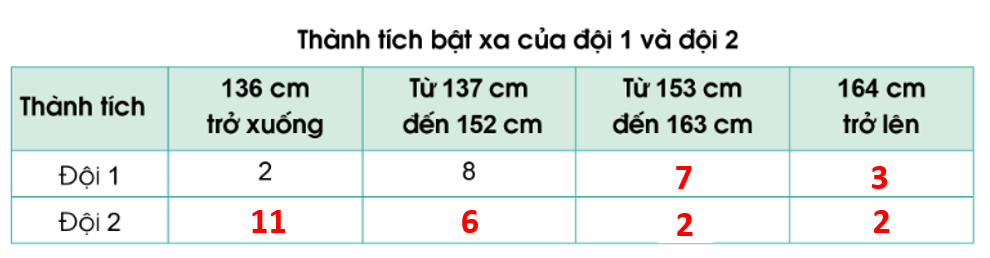 Thành tích bật xa của đội 1 và đội 2
Thành tích 136 cm trở xuống Từ 137 cm đến 152 cm Từ 153 cm đến 163 cm 164 cm trở lên
Đội 1 2 8 7 3
Đội 2 11 6 2 2